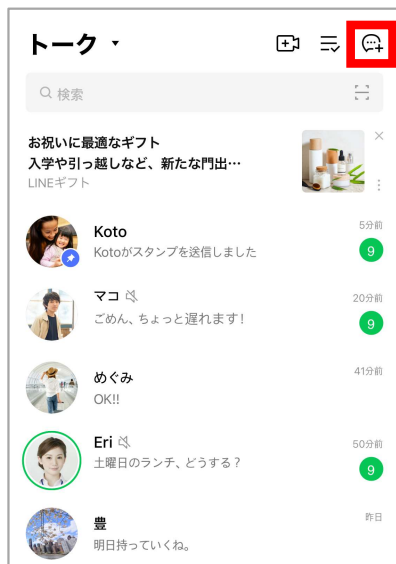 トーク
検索
お祝いに最適なギフト
入学や引っ越しなど、新たな門出…
LINEギフト
Koto
5分前
Kotoがスタンプを送信しました
9
マコ
20分前
ごめん、ちょっと遅れます!
9
めぐみ
41分前
OK!!
Eri
50分前
土曜日のランチ、どうする?
9
豊
昨日
明日持っていくね。